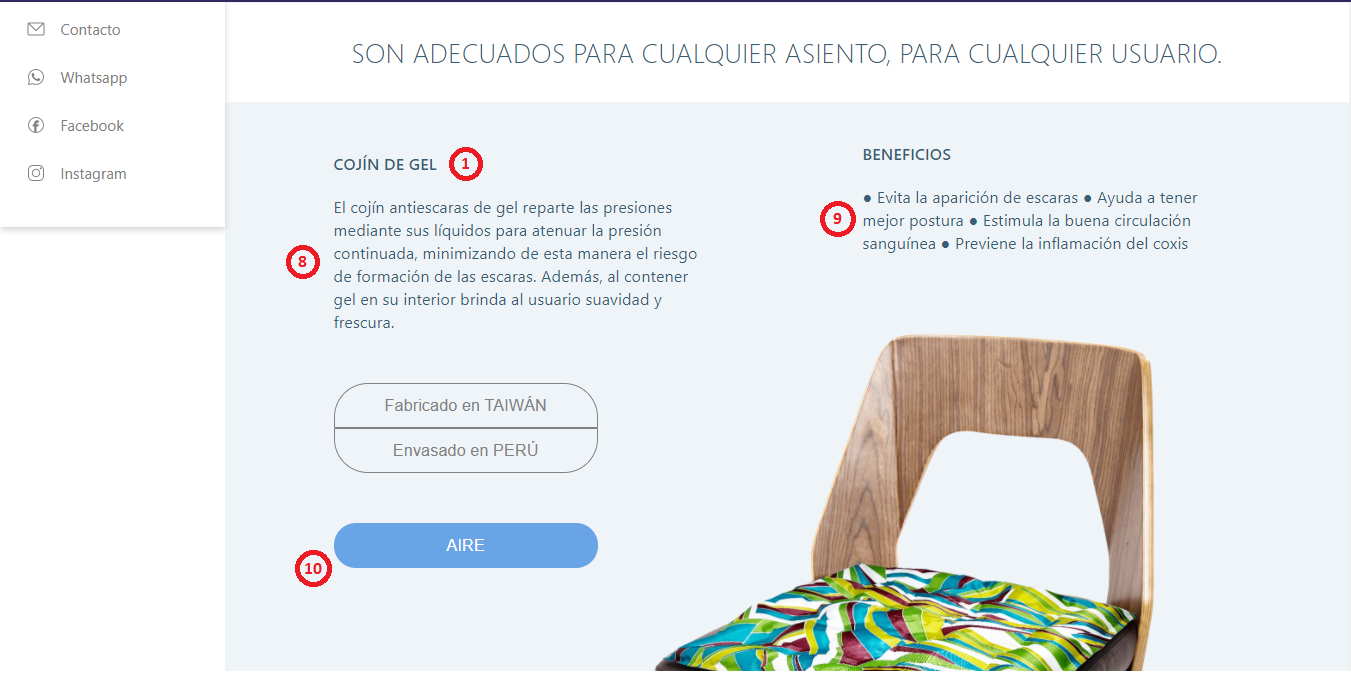 Contacto
Whatsapp
Facebook
Instagram
SON ADECUADOS PARA CUALQUIER ASIENTO, PARA CUALQUIER USUARIO.
COJÍN DE GEL 1
El cojín antiescaras de gel reparte las presiones
mediante sus líquidos para atenuar la presión
8 continuada, minimizando de esta manera el riesgo
de formación de las escaras. Además, al contener
gel en su interior brinda al usuario suavidad y
frescura.
Fabricado en TAIWÁN
Envasado en PERÚ
AIRE
10
BENEFICIOS
● Evita la aparición de escaras ● Ayuda a tener
9 mejor postura ● Estimula la buena circulación
sanguínea ● Previene la inflamación del coxis